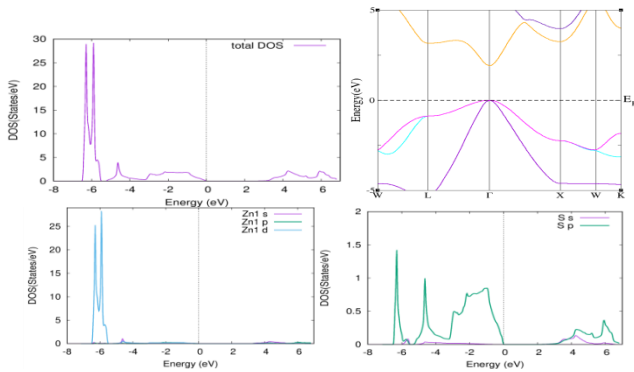 total DOS
DOS(States/eV)
30
25
20
15
10
5
0
-8 -6 -4 -2 0 2 4 6
Energy (eV)
Energy(eV)
5
0
-5
W L Γ X W K
E
Zn1 s
Zn1 p
Zn1 d
DOS(States/eV)
25
20
15
10
5
0
-8 -6 -4 -2 0 2 4 6
Energy (eV)
S s
S p
DOS(States/eV)
2
1.5
1
0.5
0
-8 -6 -4 -2 0 2 4 6
Energy (eV)